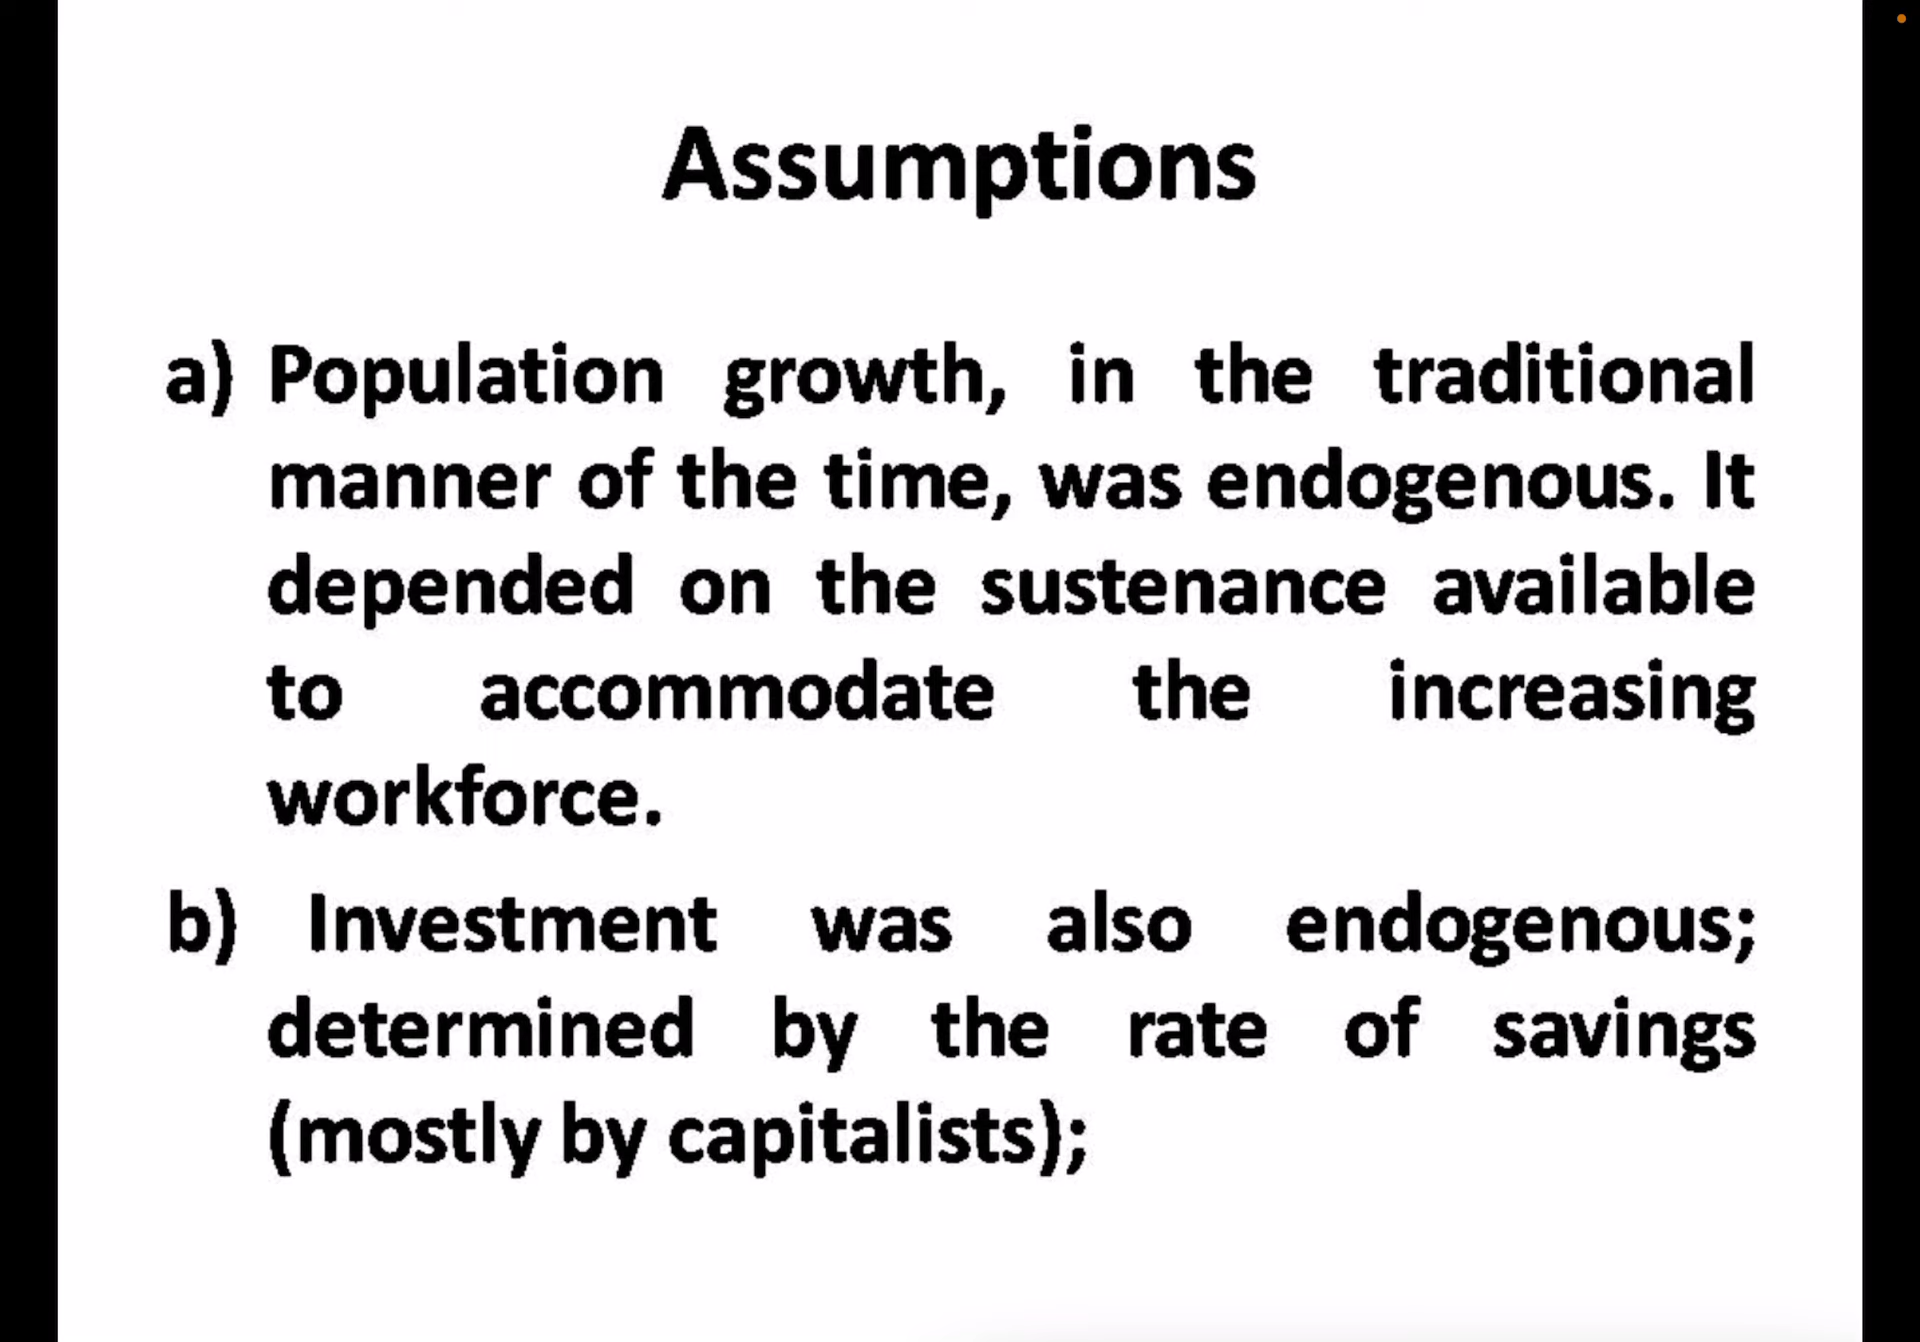 Assumptions
a) Population growth, in the traditional
manner of the time, was endogenous. It
depended on the sustenance available
to accommodate the increasing
workforce.
b) Investment was also endogenous;
determined by the rate of savings
(mostly by capitalists);